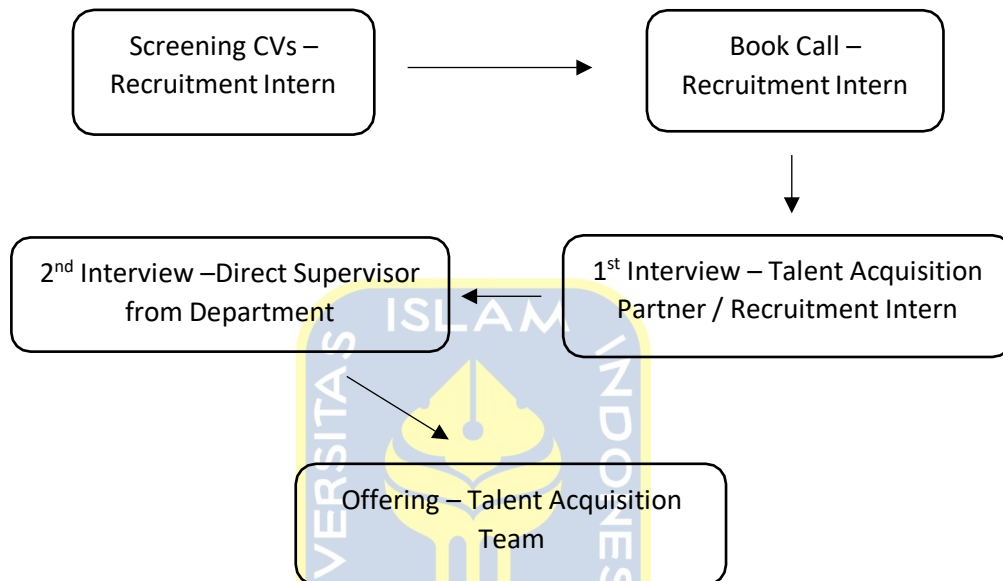 Screening CVs –
Recruitment Intern
Book Call –
Recruitment Intern
1st Interview – Talent Acquisition
Partner / Recruitment Intern
2nd Interview –Direct Supervisor
from Department
Offering – Talent Acquisition
Team
ISLAM